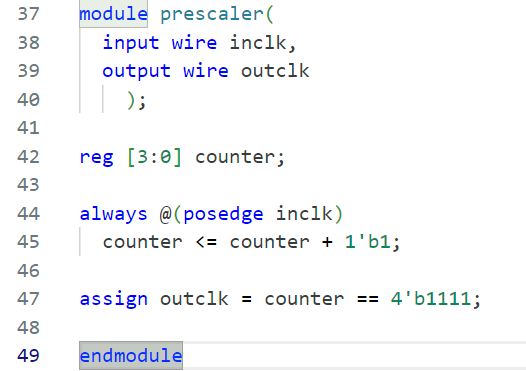 37 module prescaler(
38 input wire inclk,
39 output wire outclk
40 );
41
42 reg [3:0] counter;
43
44 always @(posedge inclk)
45 counter <= counter + 1'b1;
46
47 assign outclk = counter == 4'b1111;
48
49 endmodule